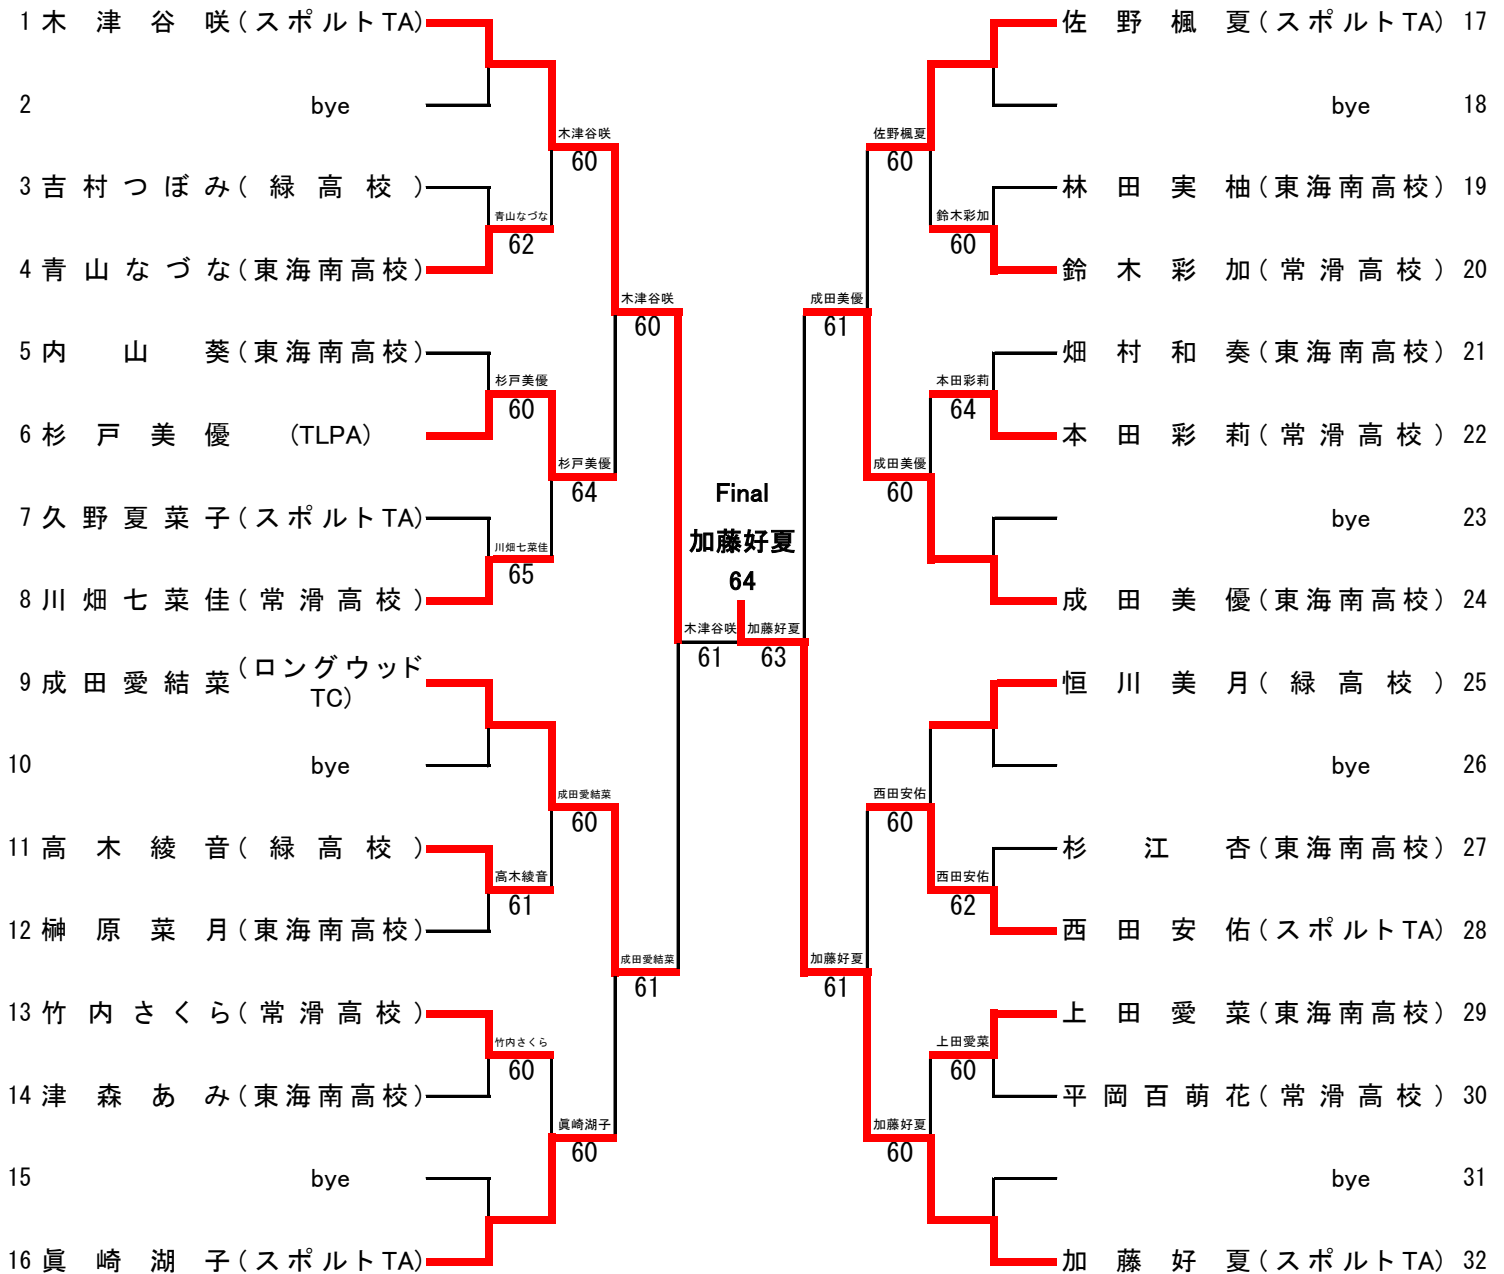 1 木津谷咲(スポルトTA)
2 bye
3 吉村つぼみ(緑高校)
4 青山なづな(東海南高校)
5 内山葵(東海南高校)
6 杉戸美優 (TLPA)
7 久野夏菜子(スポルトTA)
8 川畑七菜佳(常滑高校)
9 成田愛結菜(ロングウッド
TC)
10 bye
11 高木綾音(緑高校)
12 榊原菜月(東海南高校)
13 竹内さくら(常滑高校)
14 津森あみ(東海南高校)
15 bye
16 眞崎湖子(スポルトTA)
青山なづな
62
杉戸美優
60
川畑七菜佳
65
高木綾音
61
竹内さくら
60
木津谷咲
60
杉戸美優
64
成田愛結菜
60
眞崎湖子
60
木津谷咲
60
成田愛結菜
61
木津谷咲
61
Final
加藤好夏
64
加藤好夏
63
成田美優
61
加藤好夏
61
佐野楓夏
60
成田美優
60
西田安佑
60
加藤好夏
60
鈴木彩加
60
本田彩莉
64
西田安佑
62
上田愛菜
60
佐野楓夏(スポルトTA) 17
bye 18
林田実柚(東海南高校) 19
鈴木彩加(常滑高校) 20
畑村和奏(東海南高校) 21
本田彩莉(常滑高校) 22
bye 23
成田美優(東海南高校) 24
恒川美月(緑高校) 25
bye 26
杉江杏(東海南高校) 27
西田安佑(スポルトTA) 28
上田愛菜(東海南高校) 29
平岡百萌花(常滑高校) 30
bye 31
加藤好夏(スポルトTA) 32